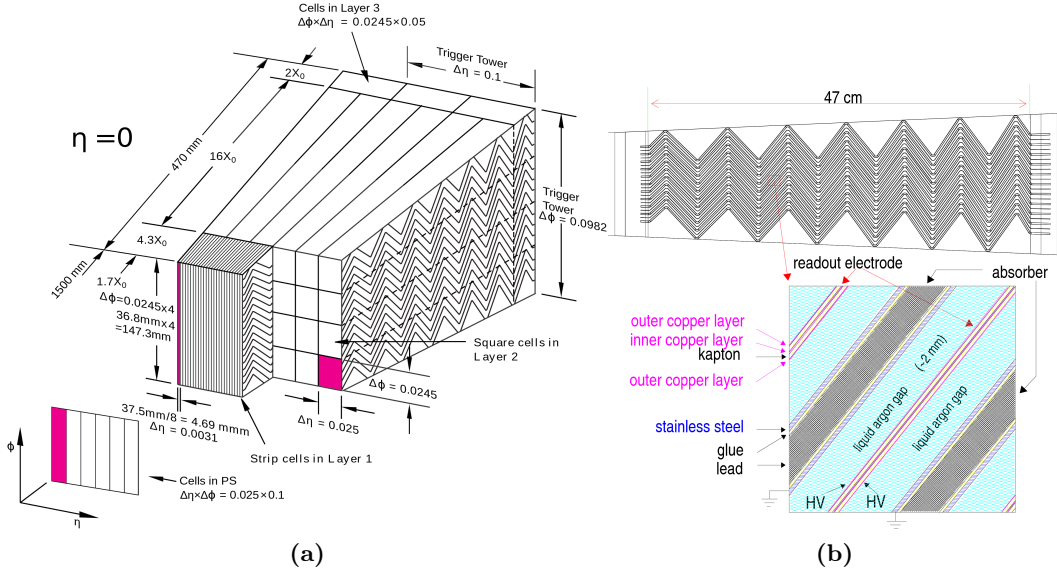 Cells in Layer 3
Δϕ×Δη = 0.0245×0.05
Trigger Tower
Δη = 0.1
2X0
η =0
470 mm
16X0
Trigger
Tower
Δϕ = 0.0982
4.3X0
1500 mm
1.7X0
Δϕ=0.0245x4
36.8mmx4
=147.3mm
Square cells in
Layer 2
Δϕ = 0.0245
37.5mm/8 = 4.69 mmm
Δη = 0.0031
Δη = 0.025
Strip cells in Layer 1
ϕ
η
Cells in PS
Δη×Δϕ = 0.025×0.1
(a)
47 cm
readout electrode
absorber
outer copper layer
inner copper layer
kapton
outer copper layer
stainless steel
glue
lead
(~2 mm)
liquid argon gap
liquid argon gap
HV
HV
(b)